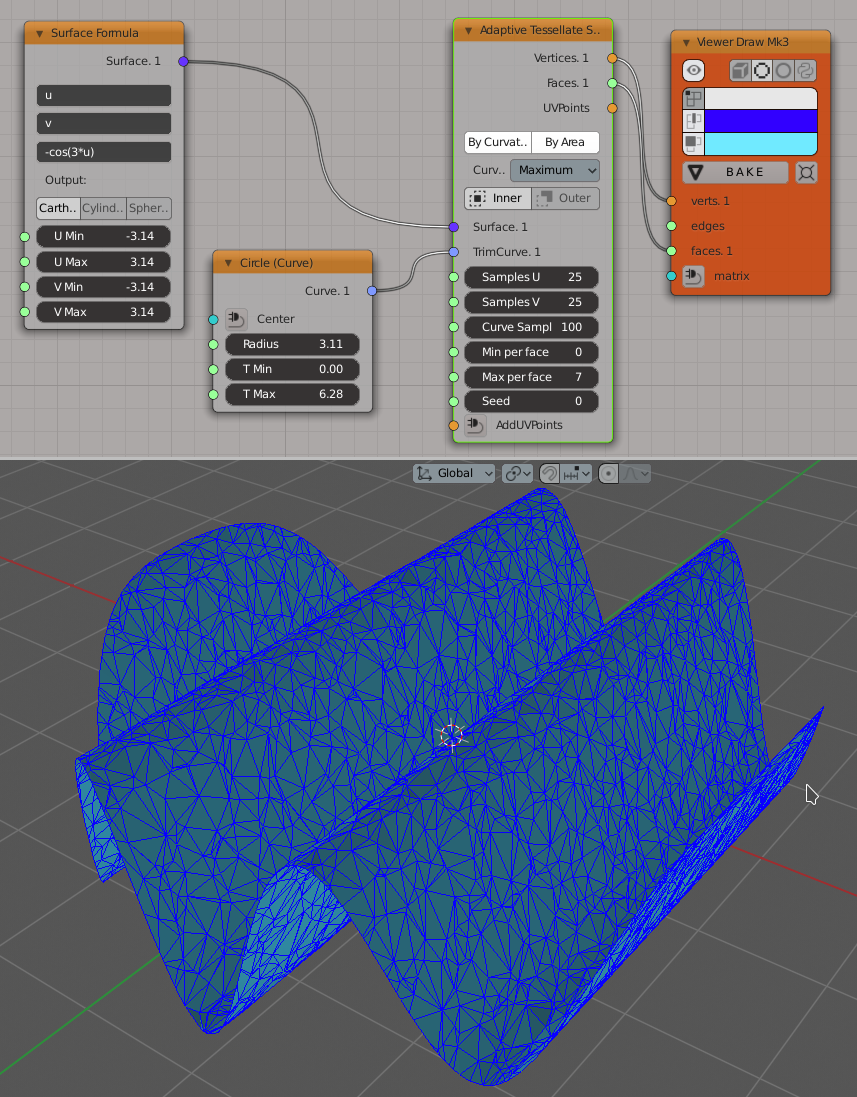 Surface Formula
Surface. 1
u
v
-cos(3*u)
Output:
Carth.. Cylind.. Spher..
U Min -3.14
U Max 3.14
V Min -3.14
V Max 3.14
Circle (Curve)
Curve. 1
Center
Radius 3.11
T Min 0.00
T Max 6.28
Adaptive Tessellate S..
Vertices. 1
Faces. 1
UVPoints
By Curvat.. By Area
Curv.. Maximum
Inner Outer
Surface. 1
TrimCurve. 1
Samples U 25
Samples V 25
Curve Sampl 100
Min per face 0
Max per face 7
Seed 0
AddUVPoints
Viewer Draw Mk3
BAKE
verts. 1
edges
faces. 1
matrix
Global